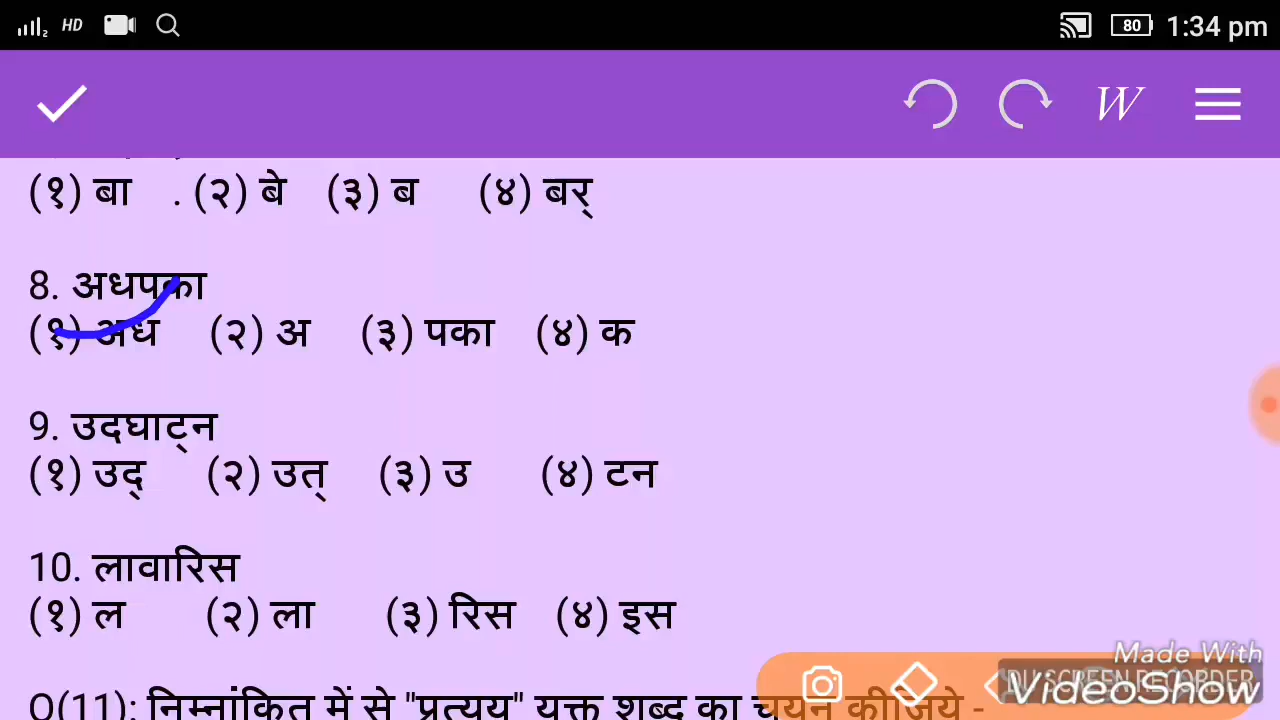 HD 80 1:34 pm
W
(१) बा . (२) बे (३) ब (४) बर्
8. अधपका
(१) अध (२) अ (३) पका (४) क
9. उदघाट्न
(१) उद् (२) उत् (३) उ (४) टन
10. लावारिस
(१) ल (२) ला (३) रिस (४) इस
Q(11): निम्नांकित में से "प्रत्यय" युक्त शब्द का चयन कीजिये -
Made With
VideoShow